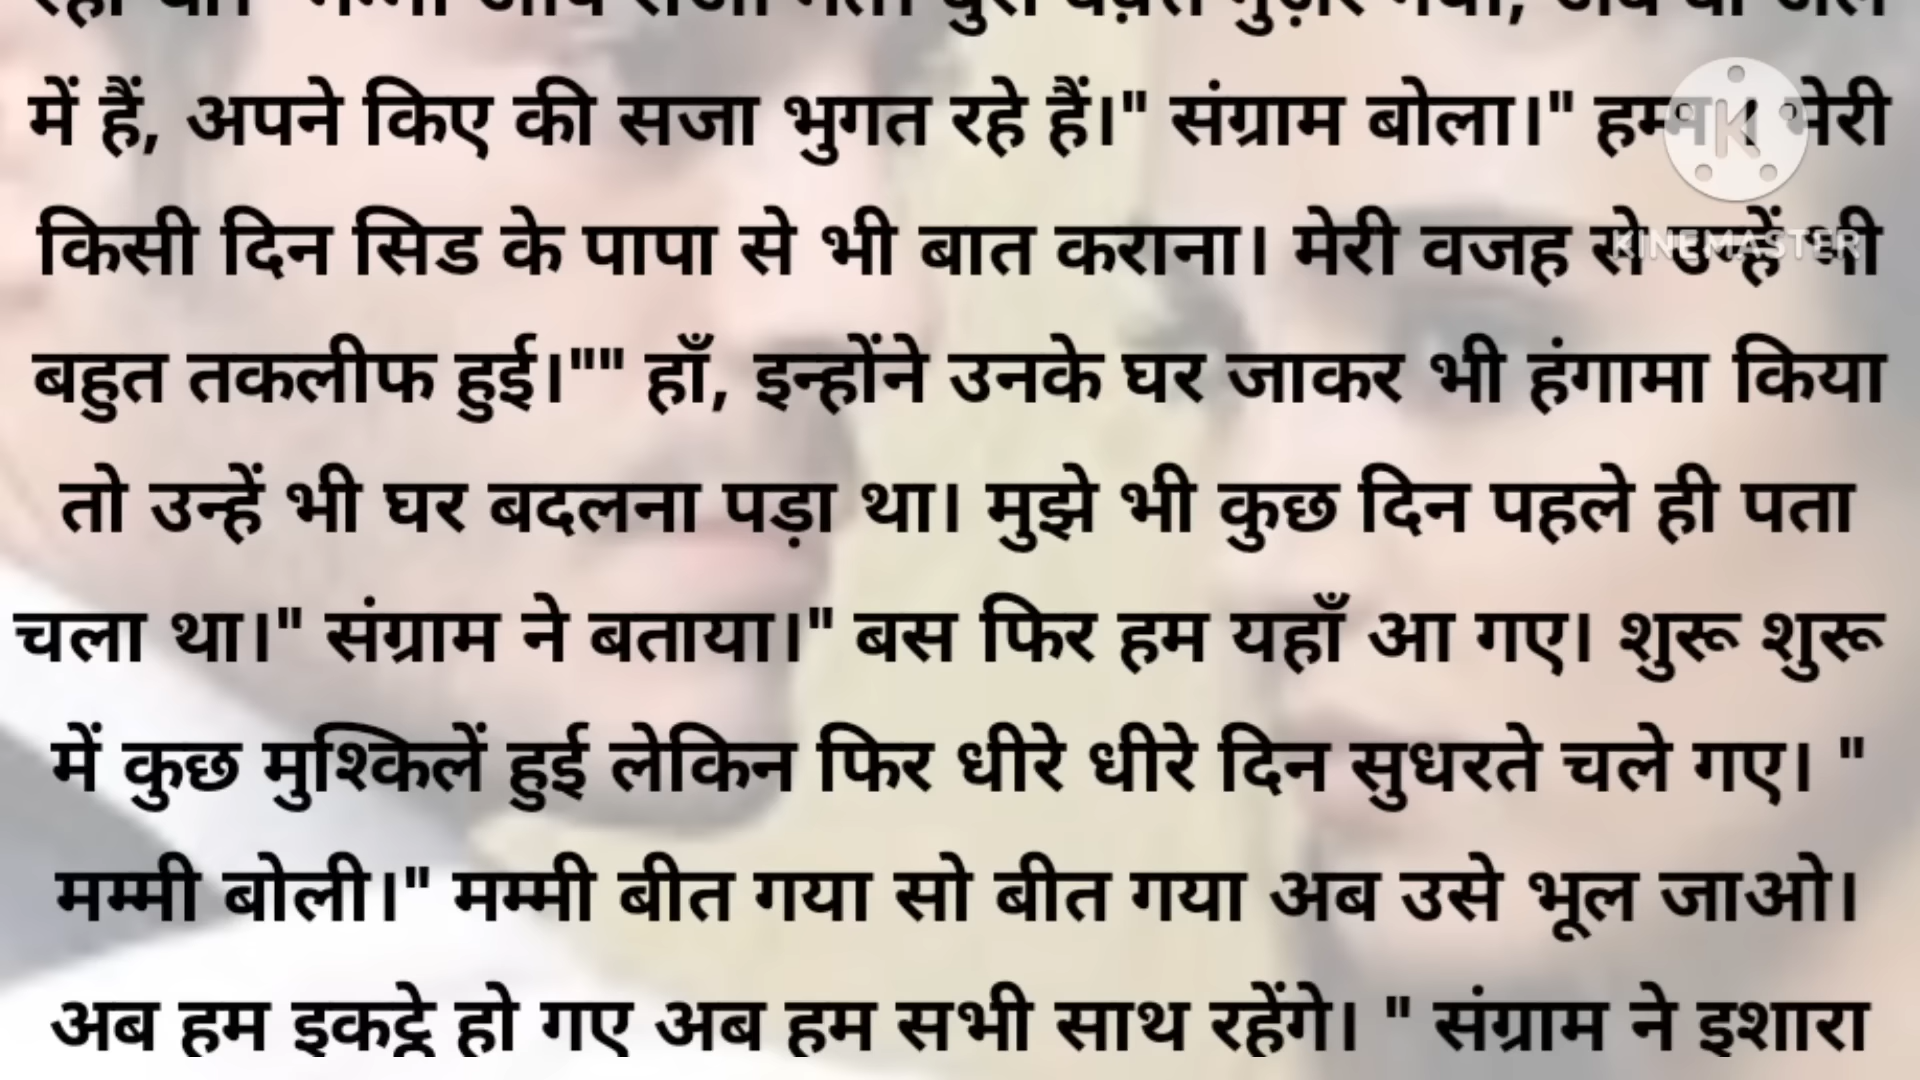 में हैं, अपने किए की सजा भुगत रहे हैं।" संग्राम बोला।" हम्म । मेरी
किसी दिन सिड के पापा से भी बात कराना। मेरी वजह से उन्हें भी
KINEMASTER
बहुत तकलीफ हुई।"" हाँ, इन्होंने उनके घर जाकर भी हंगामा किया
तो उन्हें भी घर बदलना पड़ा था। मुझे भी कुछ दिन पहले ही पता
चला था।" संग्राम ने बताया।" बस फिर हम यहाँ आ गए। शुरू शुरू
में कुछ मुश्किलें हुई लेकिन फिर धीरे धीरे दिन सुधरते चले गए। "
मम्मी बोली।" मम्मी बीत गया सो बीत गया अब उसे भूल जाओ।
अब हम इकट्ठे हो गए अब हम सभी साथ रहेंगे। " संग्राम ने इशारा